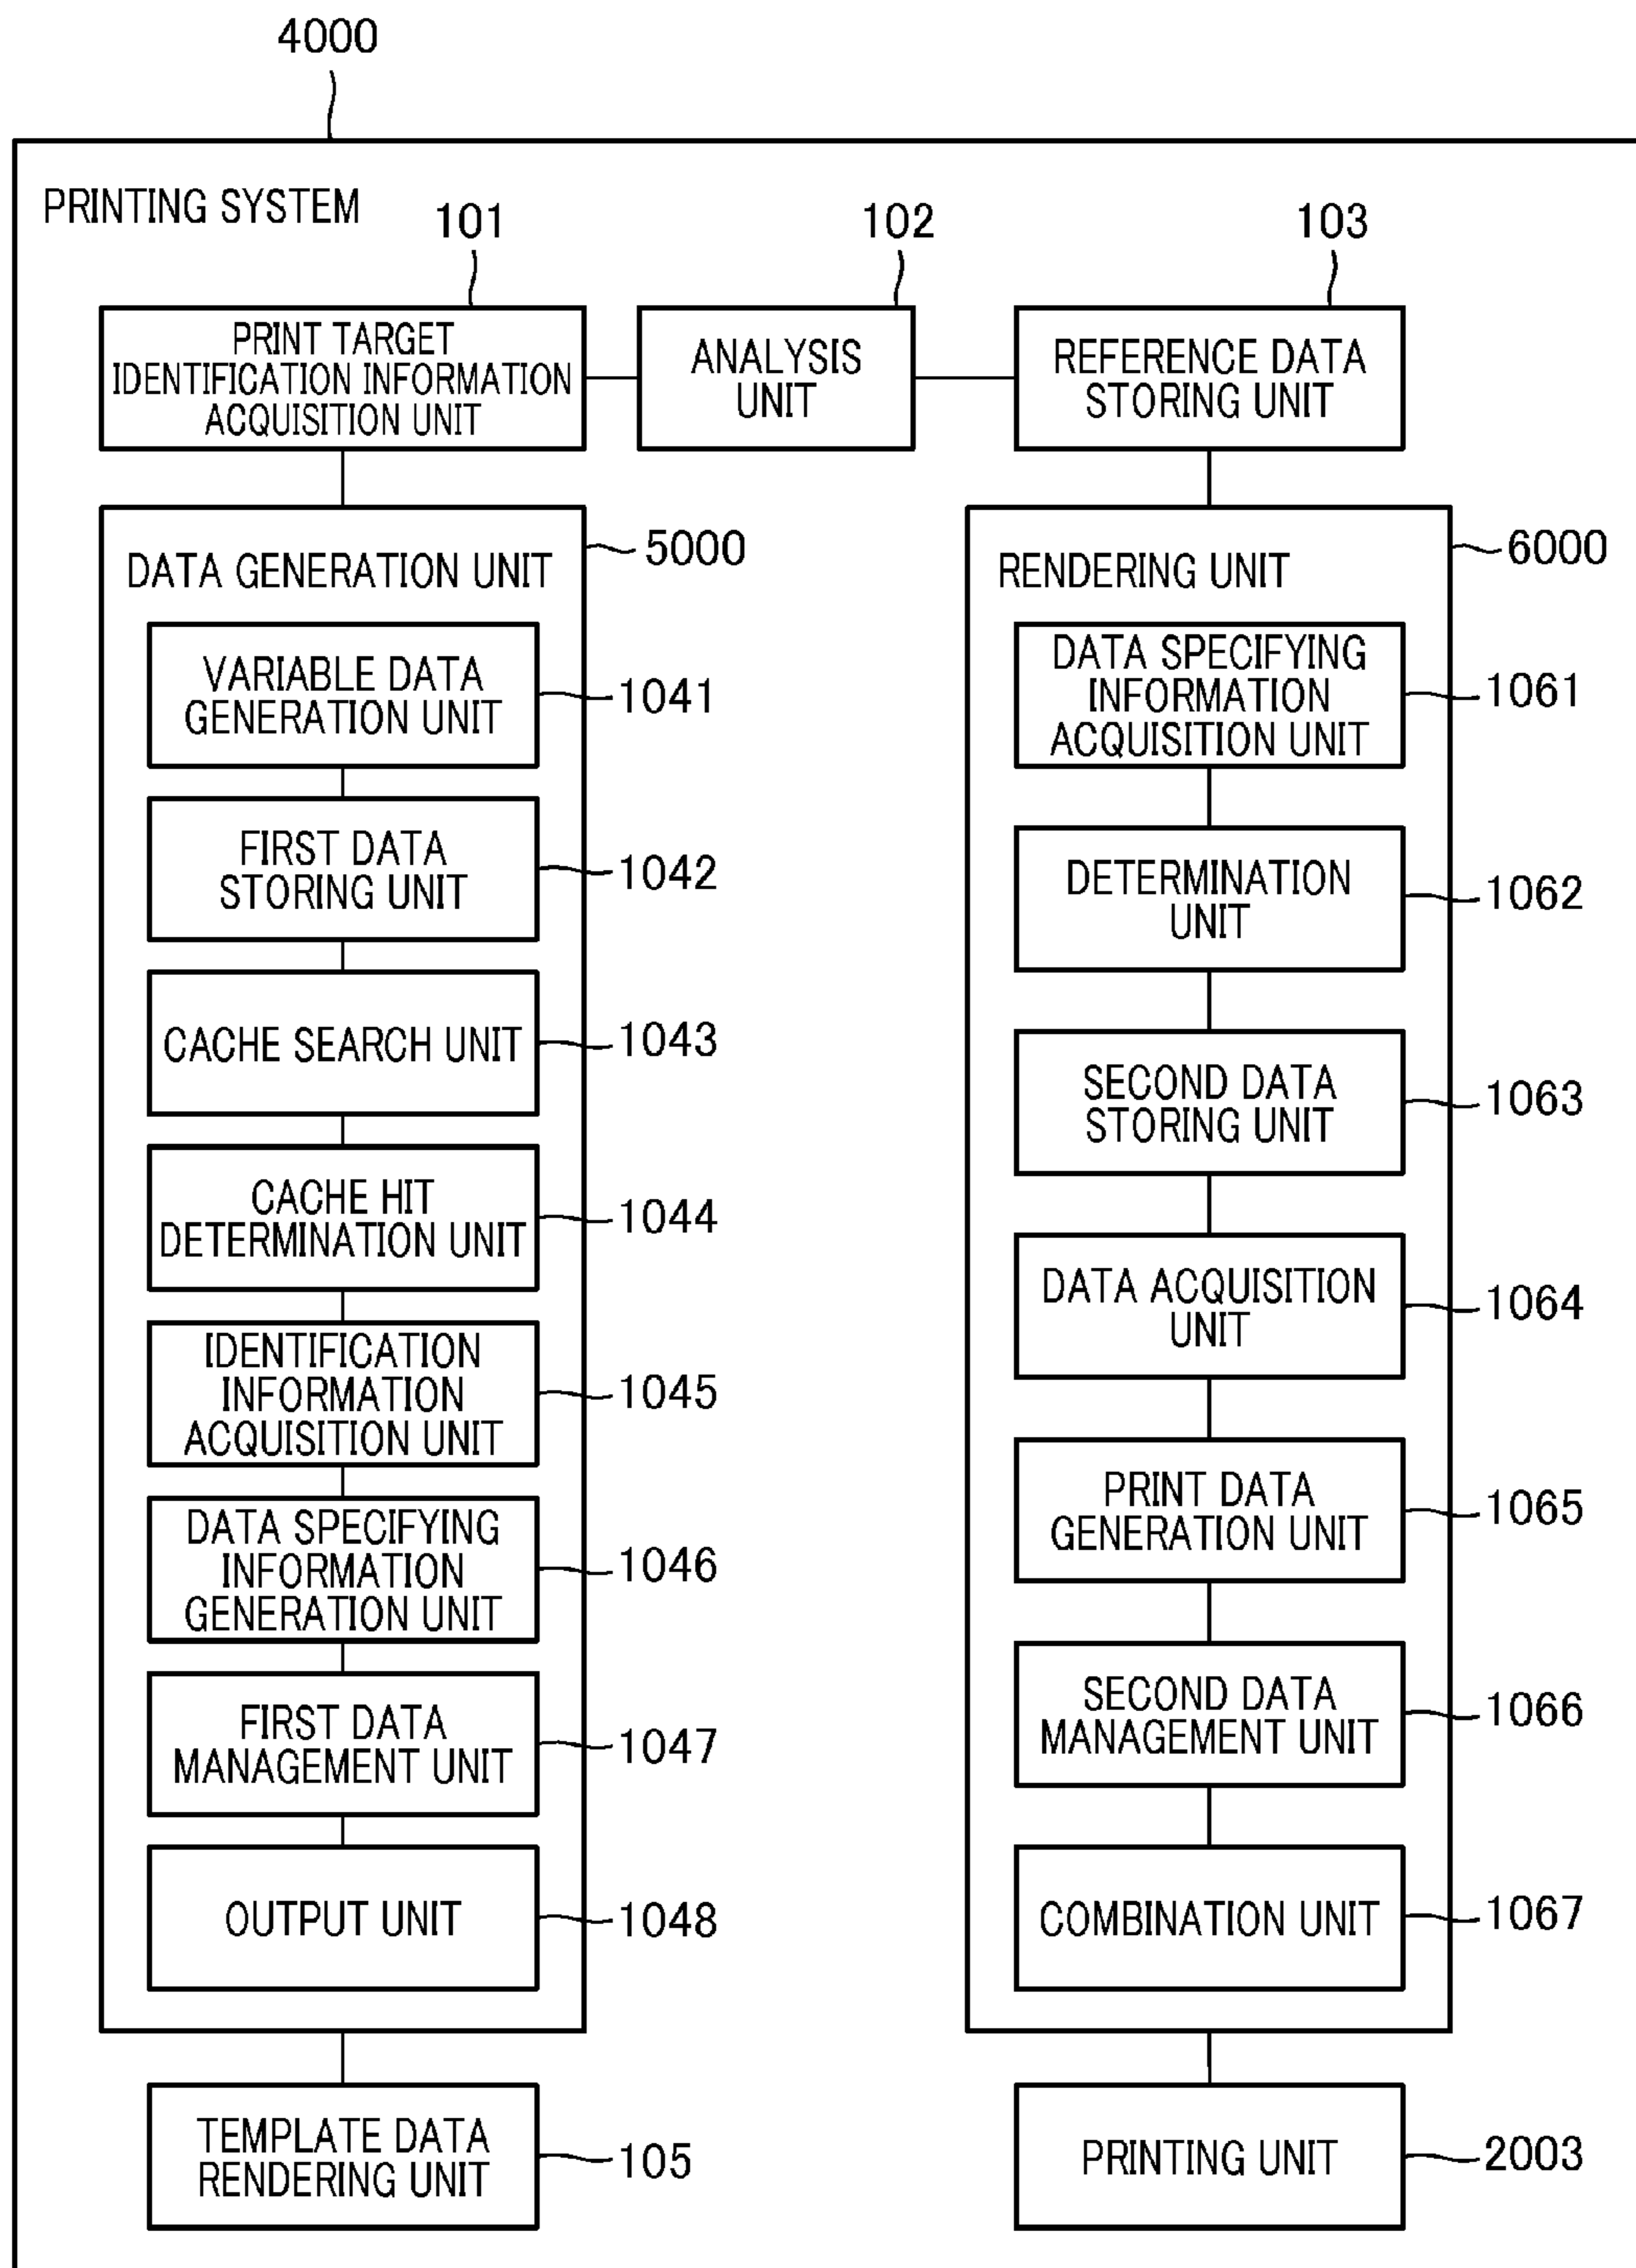 4000
PRINTING SYSTEM
101
102
103
PRINT TARGET
IDENTIFICATION INFORMATION
ACQUISITION UNIT
ANALYSIS
UNIT
REFERENCE DATA
STORING UNIT
DATA GENERATION UNIT
5000
VARIABLE DATA
GENERATION UNIT
1041
FIRST DATA
STORING UNIT
1042
CACHE SEARCH UNIT
1043
CACHE HIT
DETERMINATION UNIT
1044
IDENTIFICATION
INFORMATION
ACQUISITION UNIT
1045
DATA SPECIFYING
INFORMATION
GENERATION UNIT
1046
FIRST DATA
MANAGEMENT UNIT
1047
OUTPUT UNIT
1048
TEMPLATE DATA
RENDERING UNIT
105
RENDERING UNIT
6000
DATA SPECIFYING
INFORMATION
ACQUISITION UNIT
1061
DETERMINATION
UNIT
1062
SECOND DATA
STORING UNIT
1063
DATA ACQUISITION
UNIT
1064
PRINT DATA
GENERATION UNIT
1065
SECOND DATA
MANAGEMENT UNIT
1066
COMBINATION UNIT
1067
PRINTING UNIT
2003